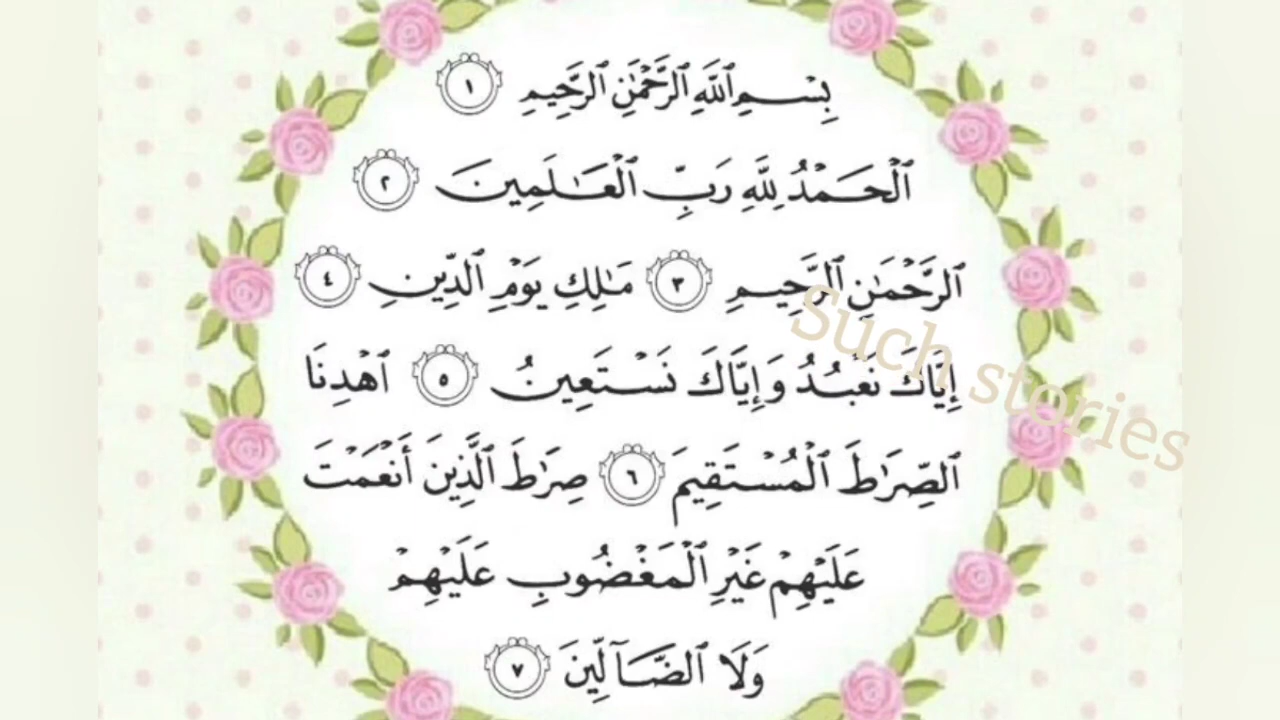 بِسْمِ ٱللَّهِ ٱلرَّحْمَٰنِ ٱلرَّحِيمِ ١
ٱلْحَمْدُ لِلَّهِ رَبِّ ٱلْعَٰلَمِينَ ٢
ٱلرَّحْمَٰنِ ٱلرَّحِيمِ ٣ مَٰلِكِ يَوْمِ ٱلدِّينِ ٤
إِيَّاكَ نَعْبُدُ وَإِيَّاكَ نَسْتَعِينُ ٥ ٱهْدِنَا
ٱلصِّرَٰطَ ٱلْمُسْتَقِيمَ ٦ صِرَٰطَ ٱلَّذِينَ أَنْعَمْتَ
عَلَيْهِمْ غَيْرِ ٱلْمَغْضُوبِ عَلَيْهِمْ
وَلَا ٱلضَّآلِّينَ ٧
Such stories